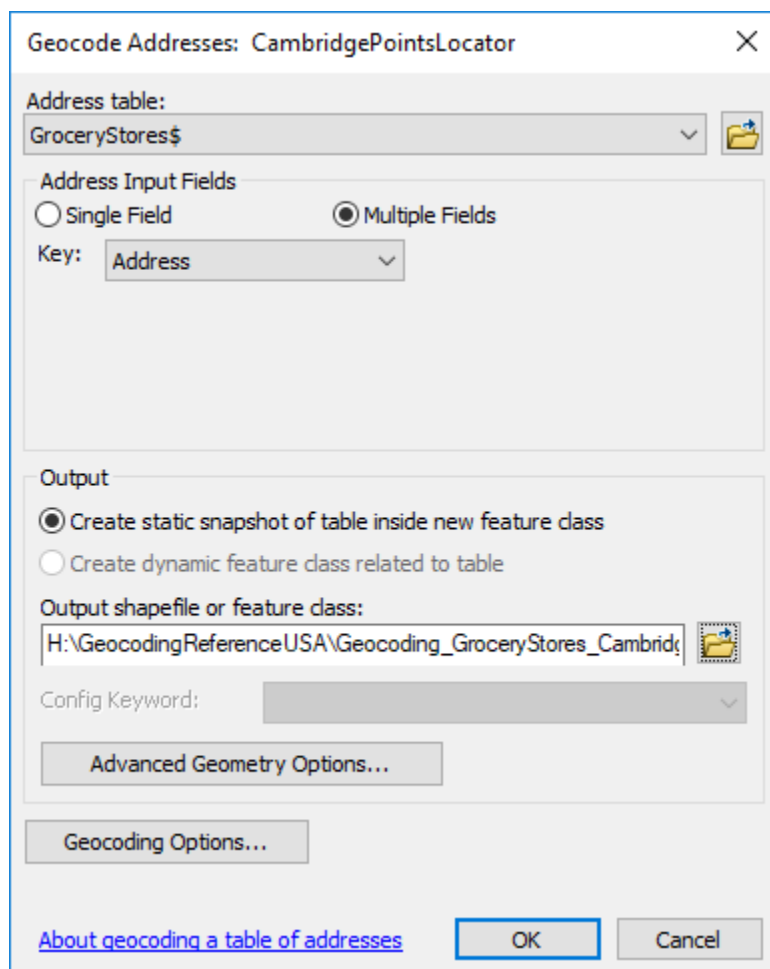 Geocode Addresses: CambridgePointsLocator
Address table:
GroceryStores$
Address Input Fields
Single Field Multiple Fields
Key: Address
Output
Create static snapshot of table inside new feature class
Create dynamic feature class related to table
Output shapefile or feature class:
H:\GeocodingReferenceUSA\Geocoding_GroceryStores_Cambridg
Config Keyword:
Advanced Geometry Options...
Geocoding Options...
About geocoding a table of addresses OK Cancel